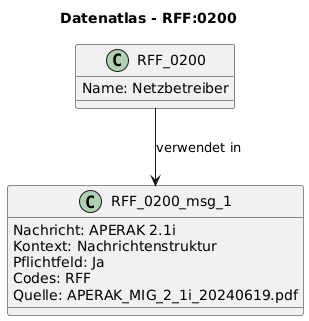 Datenatlas - RFF:0200
C RFF_0200
Name: Netzbetreiber
verwendet in
C RFF_0200_msg_1
Nachricht: APERAK 2.1i
Kontext: Nachrichtenstruktur
Pflichtfeld: Ja
Codes: RFF
Quelle: APERAK_MIG_2_1i_20240619.pdf